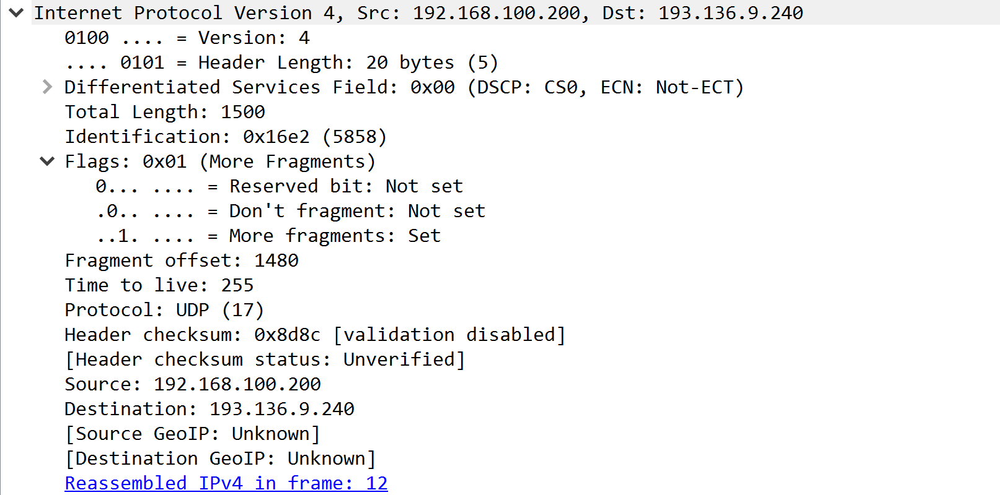 Internet Protocol Version 4, Src: 192.168.100.200, Dst: 193.136.9.240
0100 .... = Version: 4
.... 0101 = Header Length: 20 bytes (5)
Differentiated Services Field: 0x00 (DSCP: CS0, ECN: Not-ECT)
Total Length: 1500
Identification: 0x16e2 (5858)
Flags: 0x01 (More Fragments)
0... .... = Reserved bit: Not set
.0.. .... = Don't fragment: Not set
..1. .... = More fragments: Set
Fragment offset: 1480
Time to live: 255
Protocol: UDP (17)
Header checksum: 0x8d8c [validation disabled]
[Header checksum status: Unverified]
Source: 192.168.100.200
Destination: 193.136.9.240
[Source GeoIP: Unknown]
[Destination GeoIP: Unknown]
Reassembled IPv4 in frame: 12